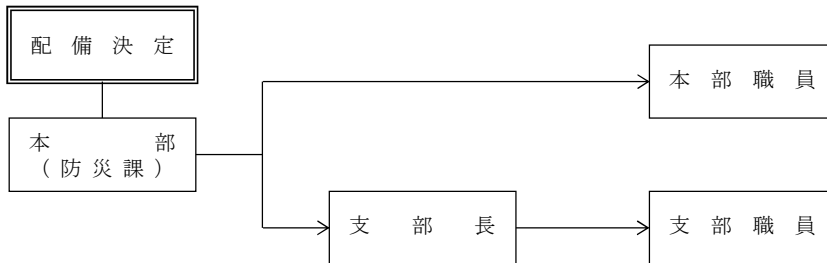 配備決定
本部職員
本部
(防災課)
支部長
支部職員